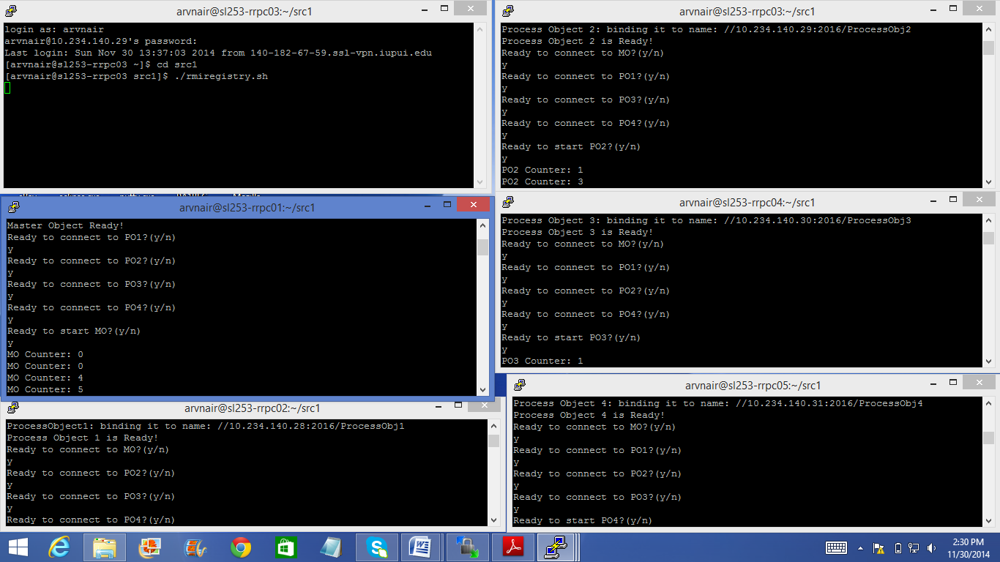 arvnair@sl253-rrpc03:~/src1
login as: arvnair
arvnair@10.234.140.29's password:
Last login: Sun Nov 30 13:37:03 2014 from 140-182-67-59.ssl-vpn.iupui.edu
[arvnair@sl253-rrpc03 ~]$ cd src1
[arvnair@sl253-rrpc03 src1]$ ./rmiregistry.sh
arvnair@sl253-rrpc03:~/src1
Process Object 2: binding it to name: //10.234.140.29:2016/ProcessObj2
Process Object 2 is Ready!
Ready to connect to MO?(y/n)
y
Ready to connect to PO1?(y/n)
y
Ready to connect to PO3?(y/n)
y
Ready to connect to PO4?(y/n)
y
Ready to start PO2?(y/n)
y
PO2 Counter: 1
PO2 Counter: 3
arvnair@sl253-rrpc01:~/src1
Master Object Ready!
Ready to connect to PO1?(y/n)
y
Ready to connect to PO2?(y/n)
y
Ready to connect to PO3?(y/n)
y
Ready to connect to PO4?(y/n)
y
Ready to start MO?(y/n)
y
MO Counter: 0
MO Counter: 0
MO Counter: 4
MO Counter: 5
arvnair@sl253-rrpc04:~/src1
Process Object 3: binding it to name: //10.234.140.30:2016/ProcessObj3
Process Object 3 is Ready!
Ready to connect to MO?(y/n)
y
Ready to connect to PO1?(y/n)
y
Ready to connect to PO2?(y/n)
y
Ready to connect to PO4?(y/n)
y
Ready to start PO3?(y/n)
y
PO3 Counter: 1
arvnair@sl253-rrpc02:~/src1
ProcessObject1: binding it to name: //10.234.140.28:2016/ProcessObj1
Process Object 1 is Ready!
Ready to connect to MO?(y/n)
y
Ready to connect to PO2?(y/n)
y
Ready to connect to PO3?(y/n)
y
Ready to connect to PO4?(y/n)
arvnair@sl253-rrpc05:~/src1
Process Object 4: binding it to name: //10.234.140.31:2016/ProcessObj4
Process Object 4 is Ready!
Ready to connect to MO?(y/n)
y
Ready to connect to PO1?(y/n)
y
Ready to connect to PO2?(y/n)
y
Ready to connect to PO3?(y/n)
y
Ready to start PO4?(y/n)
2:30 PM
11/30/2014